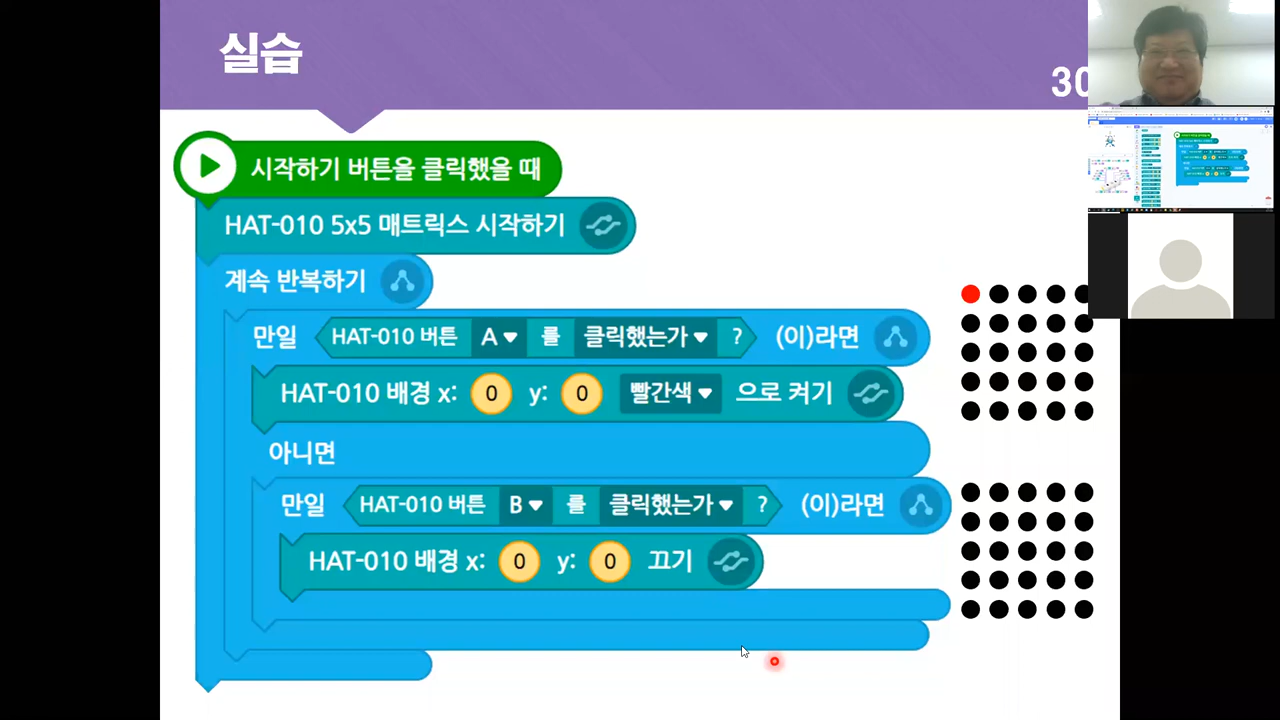 실습
30
시작하기 버튼을 클릭했을 때
HAT-010 5x5 매트릭스 시작하기
계속 반복하기
만일 HAT-010 버튼 A 를 클릭했는가 ? (이)라면
HAT-010 배경 x: 0 y: 0 빨간색 으로 켜기
아니면
만일 HAT-010 버튼 B 를 클릭했는가 ? (이)라면
HAT-010 배경 x: 0 y: 0 끄기